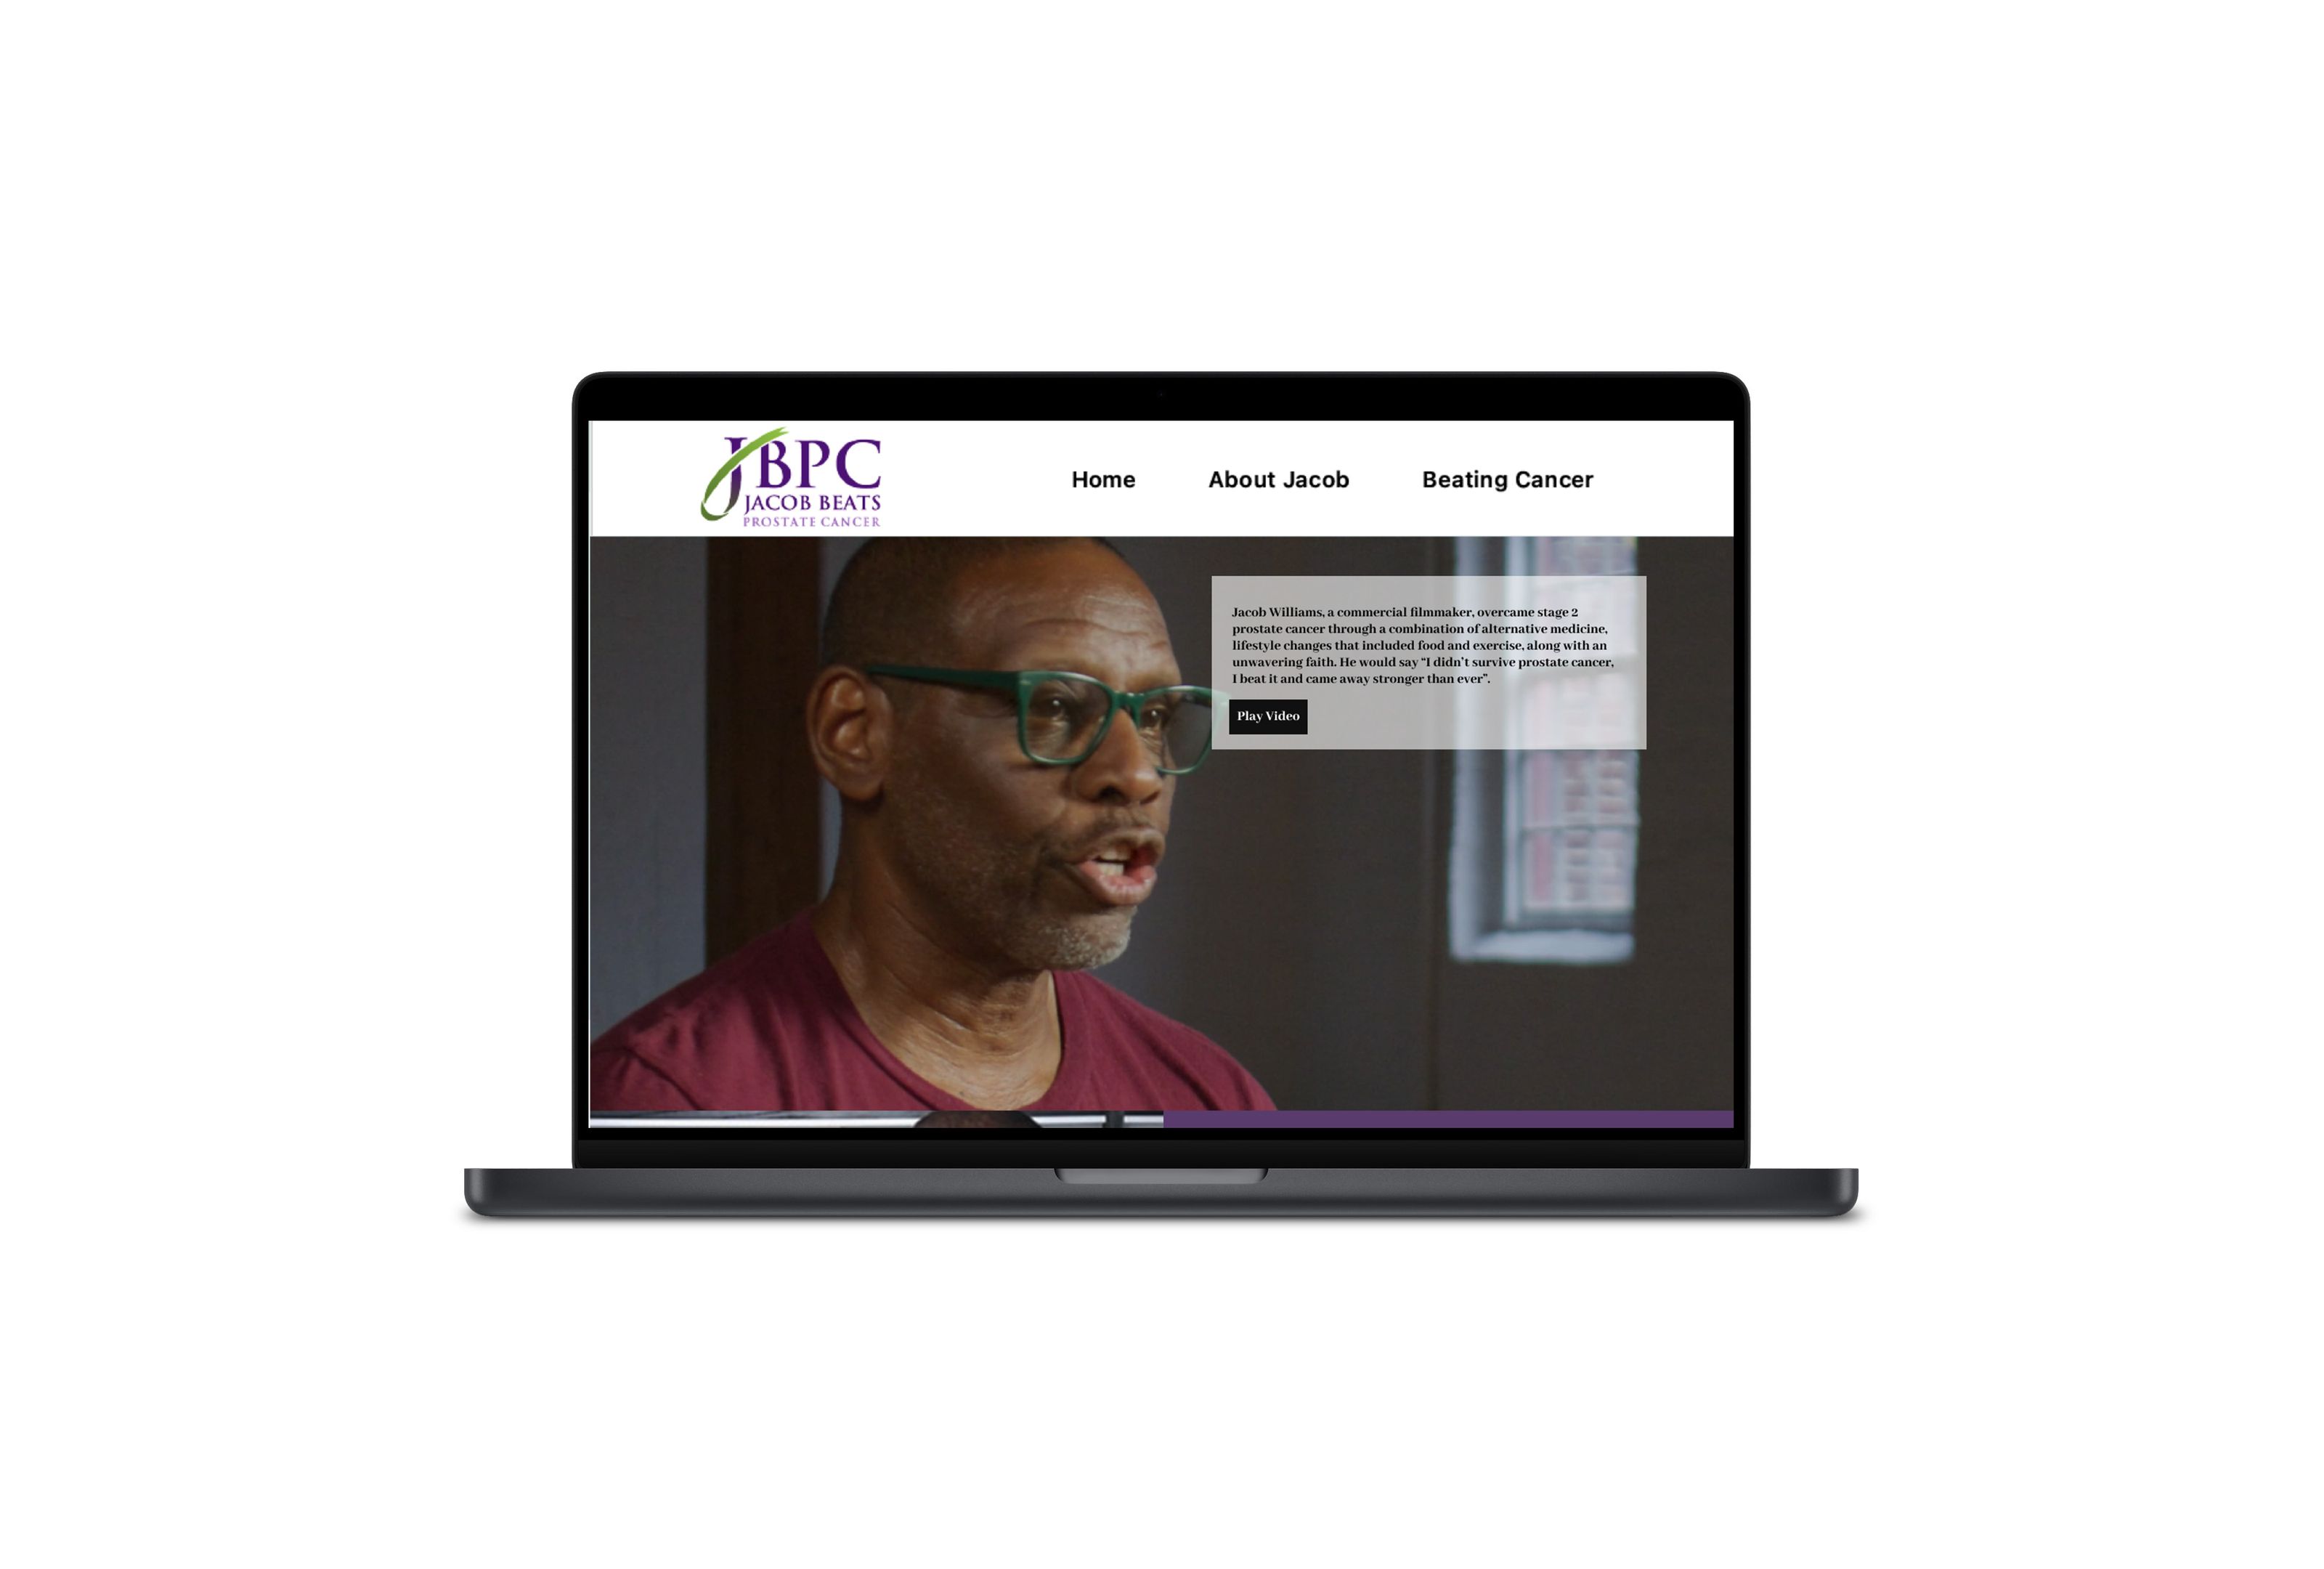 JBPC
JACOB BEATS
PROSTATE CANCER
Home
About Jacob
Beating Cancer
Jacob Williams, a commercial filmmaker, overcame stage 2
prostate cancer through a combination of alternative medicine,
lifestyle changes that included food and exercise, along with an
unwavering faith. He would say “I didn’t survive prostate cancer,
I beat it and came away stronger than ever”.
Play Video